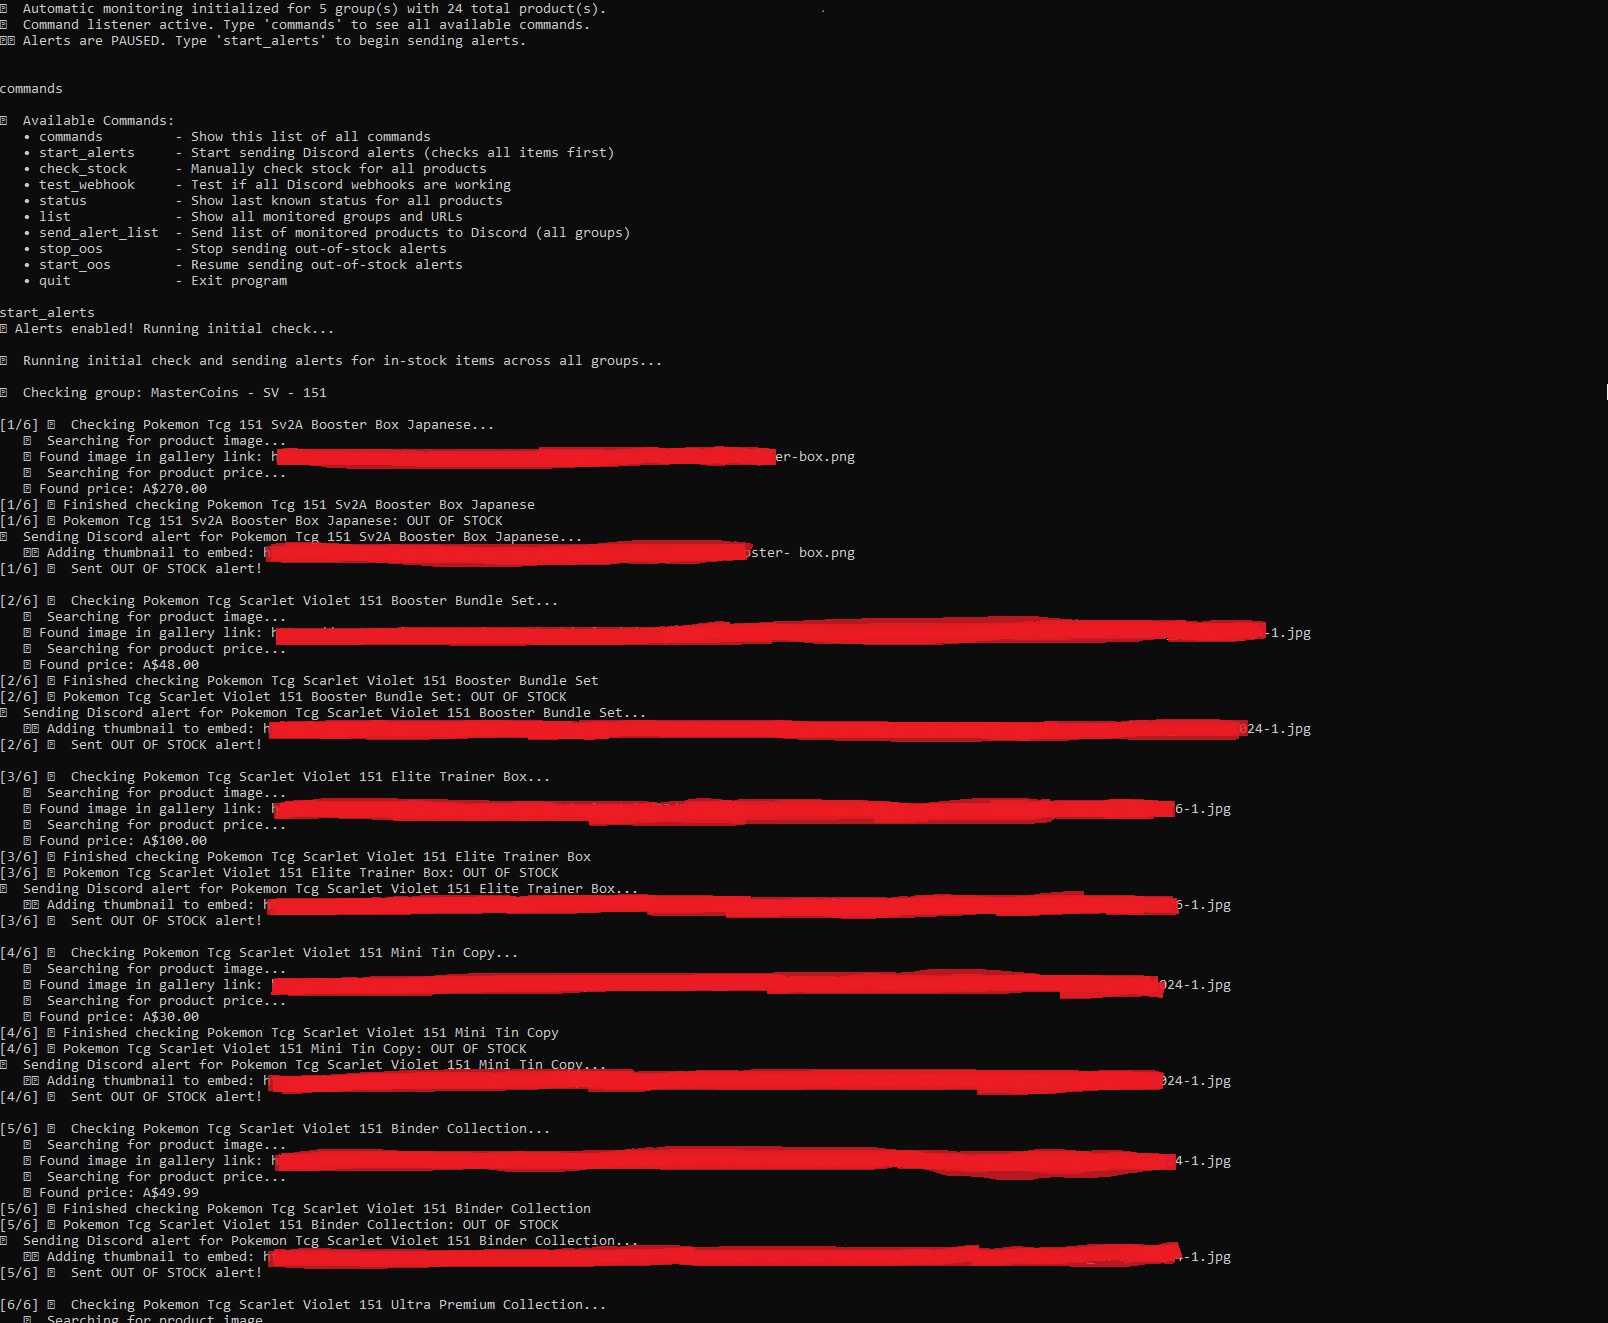 Automatic monitoring initialized for 5 group(s) with 24 total product(s).
Command listener active. Type 'commands' to see all available commands.
Alerts are PAUSED. Type 'start_alerts' to begin sending alerts.
commands
Available Commands:
• commands - Show this list of all commands
• start_alerts - Start sending Discord alerts (checks all items first)
• check_stock - Manually check stock for all products
• test_webhook - Test if all Discord webhooks are working
• status - Show last known status for all products
• list - Show all monitored groups and URLs
• send_alert_list - Send list of monitored products to Discord (all groups)
• stop_oos - Stop sending out-of-stock alerts
• start_oos - Resume sending out-of-stock alerts
• quit - Exit program
start_alerts
Alerts enabled! Running initial check...
Running initial check and sending alerts for in-stock items across all groups...
Checking group: MasterCoins - SV - 151
[1/6] Checking Pokemon Tcg 151 Sv2A Booster Box Japanese...
Searching for product image...
Found image in gallery link: h er-box.png
Searching for product price...
Found price: A$270.00
[1/6] Finished checking Pokemon Tcg 151 Sv2A Booster Box Japanese
[1/6] Pokemon Tcg 151 Sv2A Booster Box Japanese: OUT OF STOCK
Sending Discord alert for Pokemon Tcg 151 Sv2A Booster Box Japanese...
Adding thumbnail to embed: h oster- box.png
[1/6] Sent OUT OF STOCK alert!
[2/6] Checking Pokemon Tcg Scarlet Violet 151 Booster Bundle Set...
Searching for product image...
Found image in gallery link: h -1.jpg
Searching for product price...
Found price: A$48.00
[2/6] Finished checking Pokemon Tcg Scarlet Violet 151 Booster Bundle Set
[2/6] Pokemon Tcg Scarlet Violet 151 Booster Bundle Set: OUT OF STOCK
Sending Discord alert for Pokemon Tcg Scarlet Violet 151 Booster Bundle Set...
Adding thumbnail to embed: h 024-1.jpg
[2/6] Sent OUT OF STOCK alert!
[3/6] Checking Pokemon Tcg Scarlet Violet 151 Elite Trainer Box...
Searching for product image...
Found image in gallery link: h 6-1.jpg
Searching for product price...
Found price: A$100.00
[3/6] Finished checking Pokemon Tcg Scarlet Violet 151 Elite Trainer Box
[3/6] Pokemon Tcg Scarlet Violet 151 Elite Trainer Box: OUT OF STOCK
Sending Discord alert for Pokemon Tcg Scarlet Violet 151 Elite Trainer Box...
Adding thumbnail to embed: h 6-1.jpg
[3/6] Sent OUT OF STOCK alert!
[4/6] Checking Pokemon Tcg Scarlet Violet 151 Mini Tin Copy...
Searching for product image...
Found image in gallery link: 024-1.jpg
Searching for product price...
Found price: A$30.00
[4/6] Finished checking Pokemon Tcg Scarlet Violet 151 Mini Tin Copy
[4/6] Pokemon Tcg Scarlet Violet 151 Mini Tin Copy: OUT OF STOCK
Sending Discord alert for Pokemon Tcg Scarlet Violet 151 Mini Tin Copy...
Adding thumbnail to embed: h 024-1.jpg
[4/6] Sent OUT OF STOCK alert!
[5/6] Checking Pokemon Tcg Scarlet Violet 151 Binder Collection...
Searching for product image...
Found image in gallery link: h 4-1.jpg
Searching for product price...
Found price: A$49.99
[5/6] Finished checking Pokemon Tcg Scarlet Violet 151 Binder Collection
[5/6] Pokemon Tcg Scarlet Violet 151 Binder Collection: OUT OF STOCK
Sending Discord alert for Pokemon Tcg Scarlet Violet 151 Binder Collection...
Adding thumbnail to embed: h -1.jpg
[5/6] Sent OUT OF STOCK alert!
[6/6] Checking Pokemon Tcg Scarlet Violet 151 Ultra Premium Collection...
Searching for product image